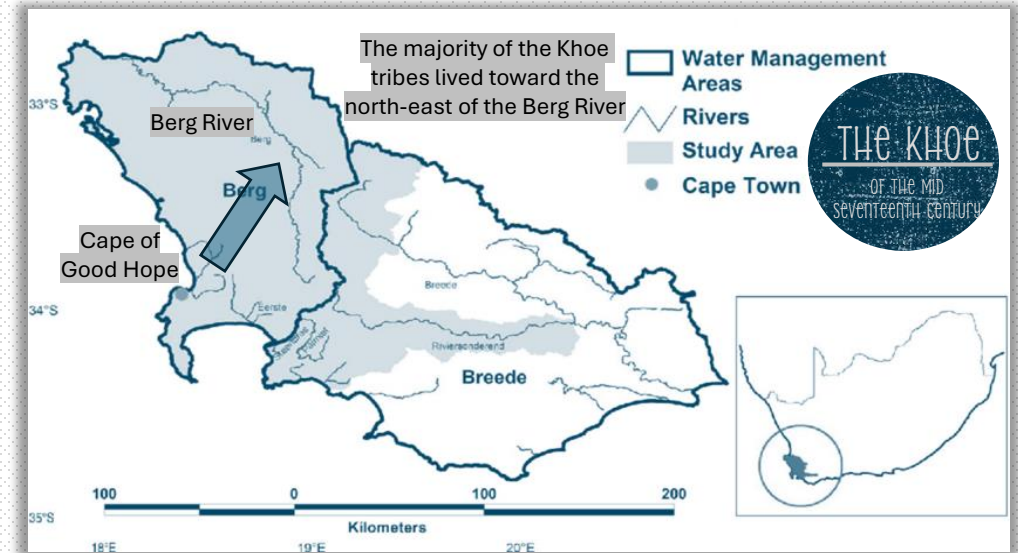 The majority of the Khoe
tribes lived toward the
north-east of the Berg River
Water Management
Areas
Rivers
Study Area
Cape Town
THE KHOE
OF THE MID
SEVENTEENTH CENTURY
33°S
Berg River
Berg
Berg
Cape of
Good Hope
34°S
Eerste
Breede
Riviersonderend
Breede
100 0 100 200
Kilometers
35°S
18°E 19°E 20°E